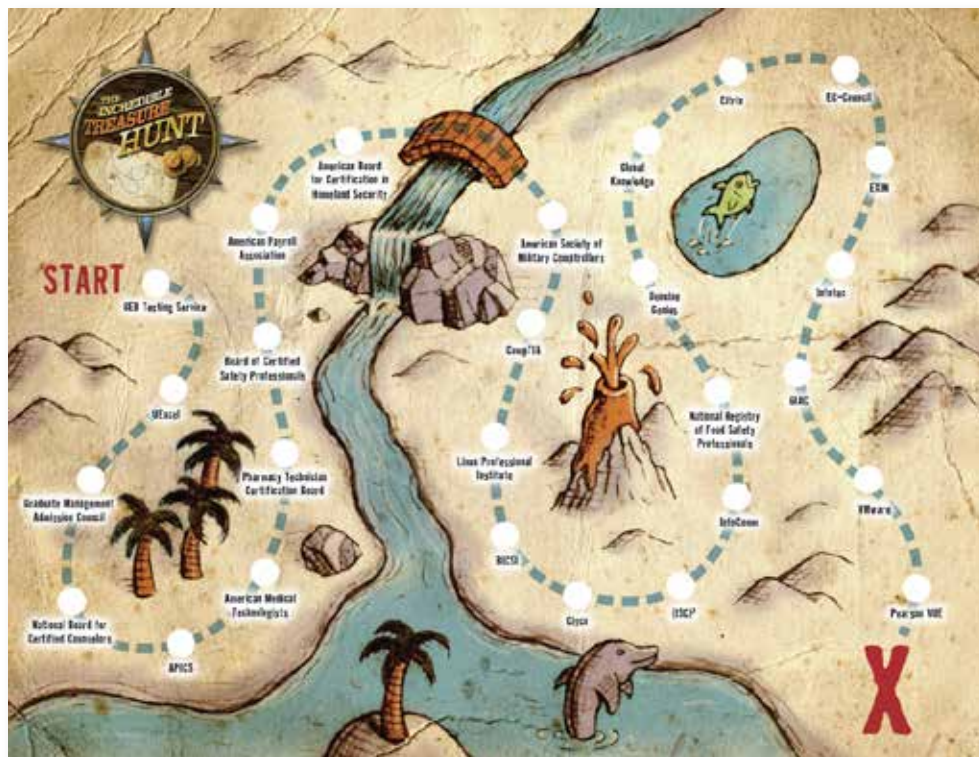 THE
INCREDIBLE
TREASURE
HUNT
START
GED Testing Service
UExcel
Graduate Management
Admission Council
National Board for
Certified Counselors
APICS
American Medical
Technologists
Pharmacy Technician
Certification Board
Board of Certified
Safety Professionals
American Payroll
Association
American Board
for Certification in
Homeland Security
American Society of
Military Comptrollers
CompTIA
Linux Professional
Institute
BICSI
Cisco
(ISC)²
InfoComm
National Registry
of Food Safety
Professionals
Genius
Global
Knowledge
Citrix
EC-Council
EXIN
GIAC
VMware
Pearson VUE
X